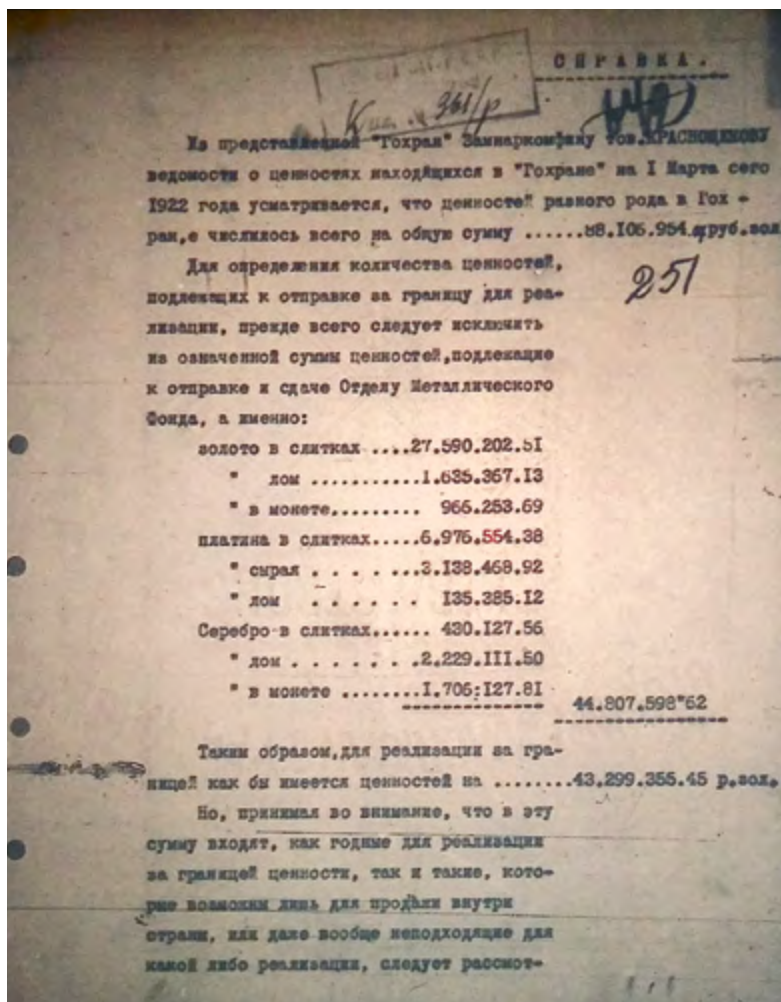 СПРАВКА.
Кив. № 361/р
Из представленной "Гохран" Замнаркомфину тов.КРАСНОЩЕКОВУ
ведомости о ценностях находящихся в "Гохране" на I Марта сего
1922 года усматривается, что ценностей разного рода в Гох -
ран,е числилось всего на общую сумму ......88.106.954. руб.зол
251
Для определения количества ценностей,
подлежащих к отправке за границу для реа-
лизации, прежде всего следует исключить
из означенной суммы ценностей,подлежащие
к отправке и сдаче Отделу Металлического
Фонда, а именно:
золото в слитках ....27.590.202.51
" лом ...........1.635.367.13
" в монете......... 966.253.69
платина в слитках.....6.976.554.38
" сырая . . . . ...3.138.468.92
" лом . . . . . . 135.385.12
Серебро в слитках...... 430.127.56
" лом . . . . . . .2.229.III.50
" в монете ........I.706:127.81
44.807.598"62
Таким образом,для реализации за гра-
ницей как бы имеется ценностей на ........43.299.355.45 р.зол.
Но, принимая во внимание, что в эту
сумму входят, как годные для реализации
за границей ценности, так и такие, кото-
рые возможны лишь для продажи внутри
страны, или даже вообще неподходящие для
какой либо реализации, следует рассмот-